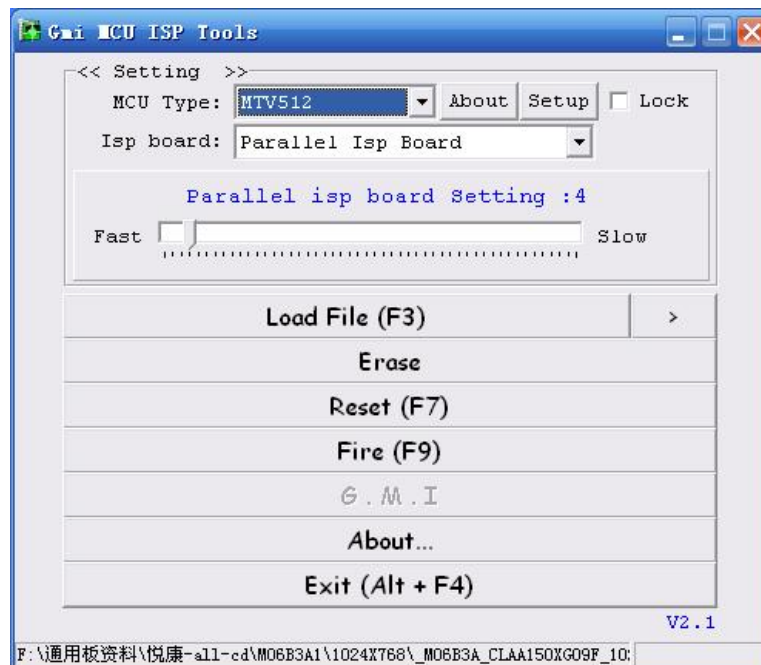 Gmi MCU ISP Tools
<< Setting >>
MCU Type: MTV512 About Setup Lock
Isp board: Parallel Isp Board
Parallel isp board Setting :4
Fast Slow
Load File (F3) >
Erase
Reset (F7)
Fire (F9)
G.M.I
About...
Exit (Alt + F4)
V2.1
F:\通用板资料\悦康-all-cd\M06B3A1\1024X768\_M06B3A_CLAA150XG09F_10